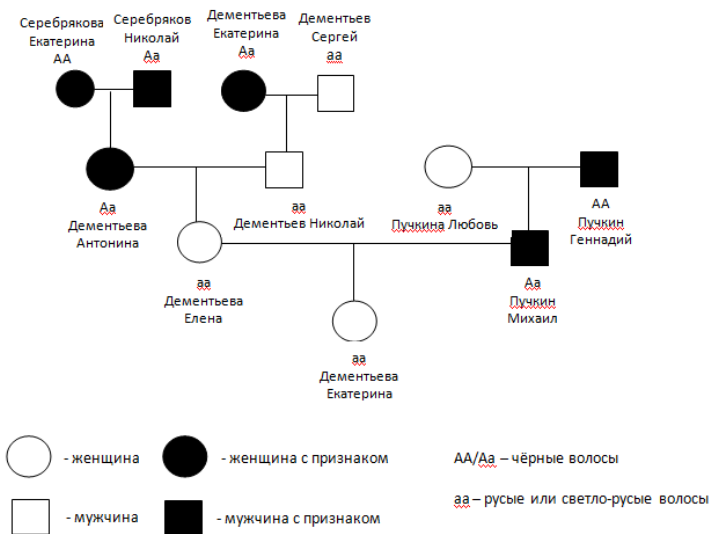 Серебрякова
Екатерина
АА
Серебряков
Николай
Аа
Дементьева
Екатерина
Аа
Дементьев
Сергей
аа
Аа
Дементьева
Антонина
аа
Дементьев Николай
аа
Пучкина Любовь
АА
Пучкин
Геннадий
аа
Дементьева
Елена
Аа
Пучкин
Михаил
аа
Дементьева
Екатерина
- женщина
- женщина с признаком
АА/Аа – чёрные волосы
- мужчина
- мужчина с признаком
аа – русые или светло-русые волосы